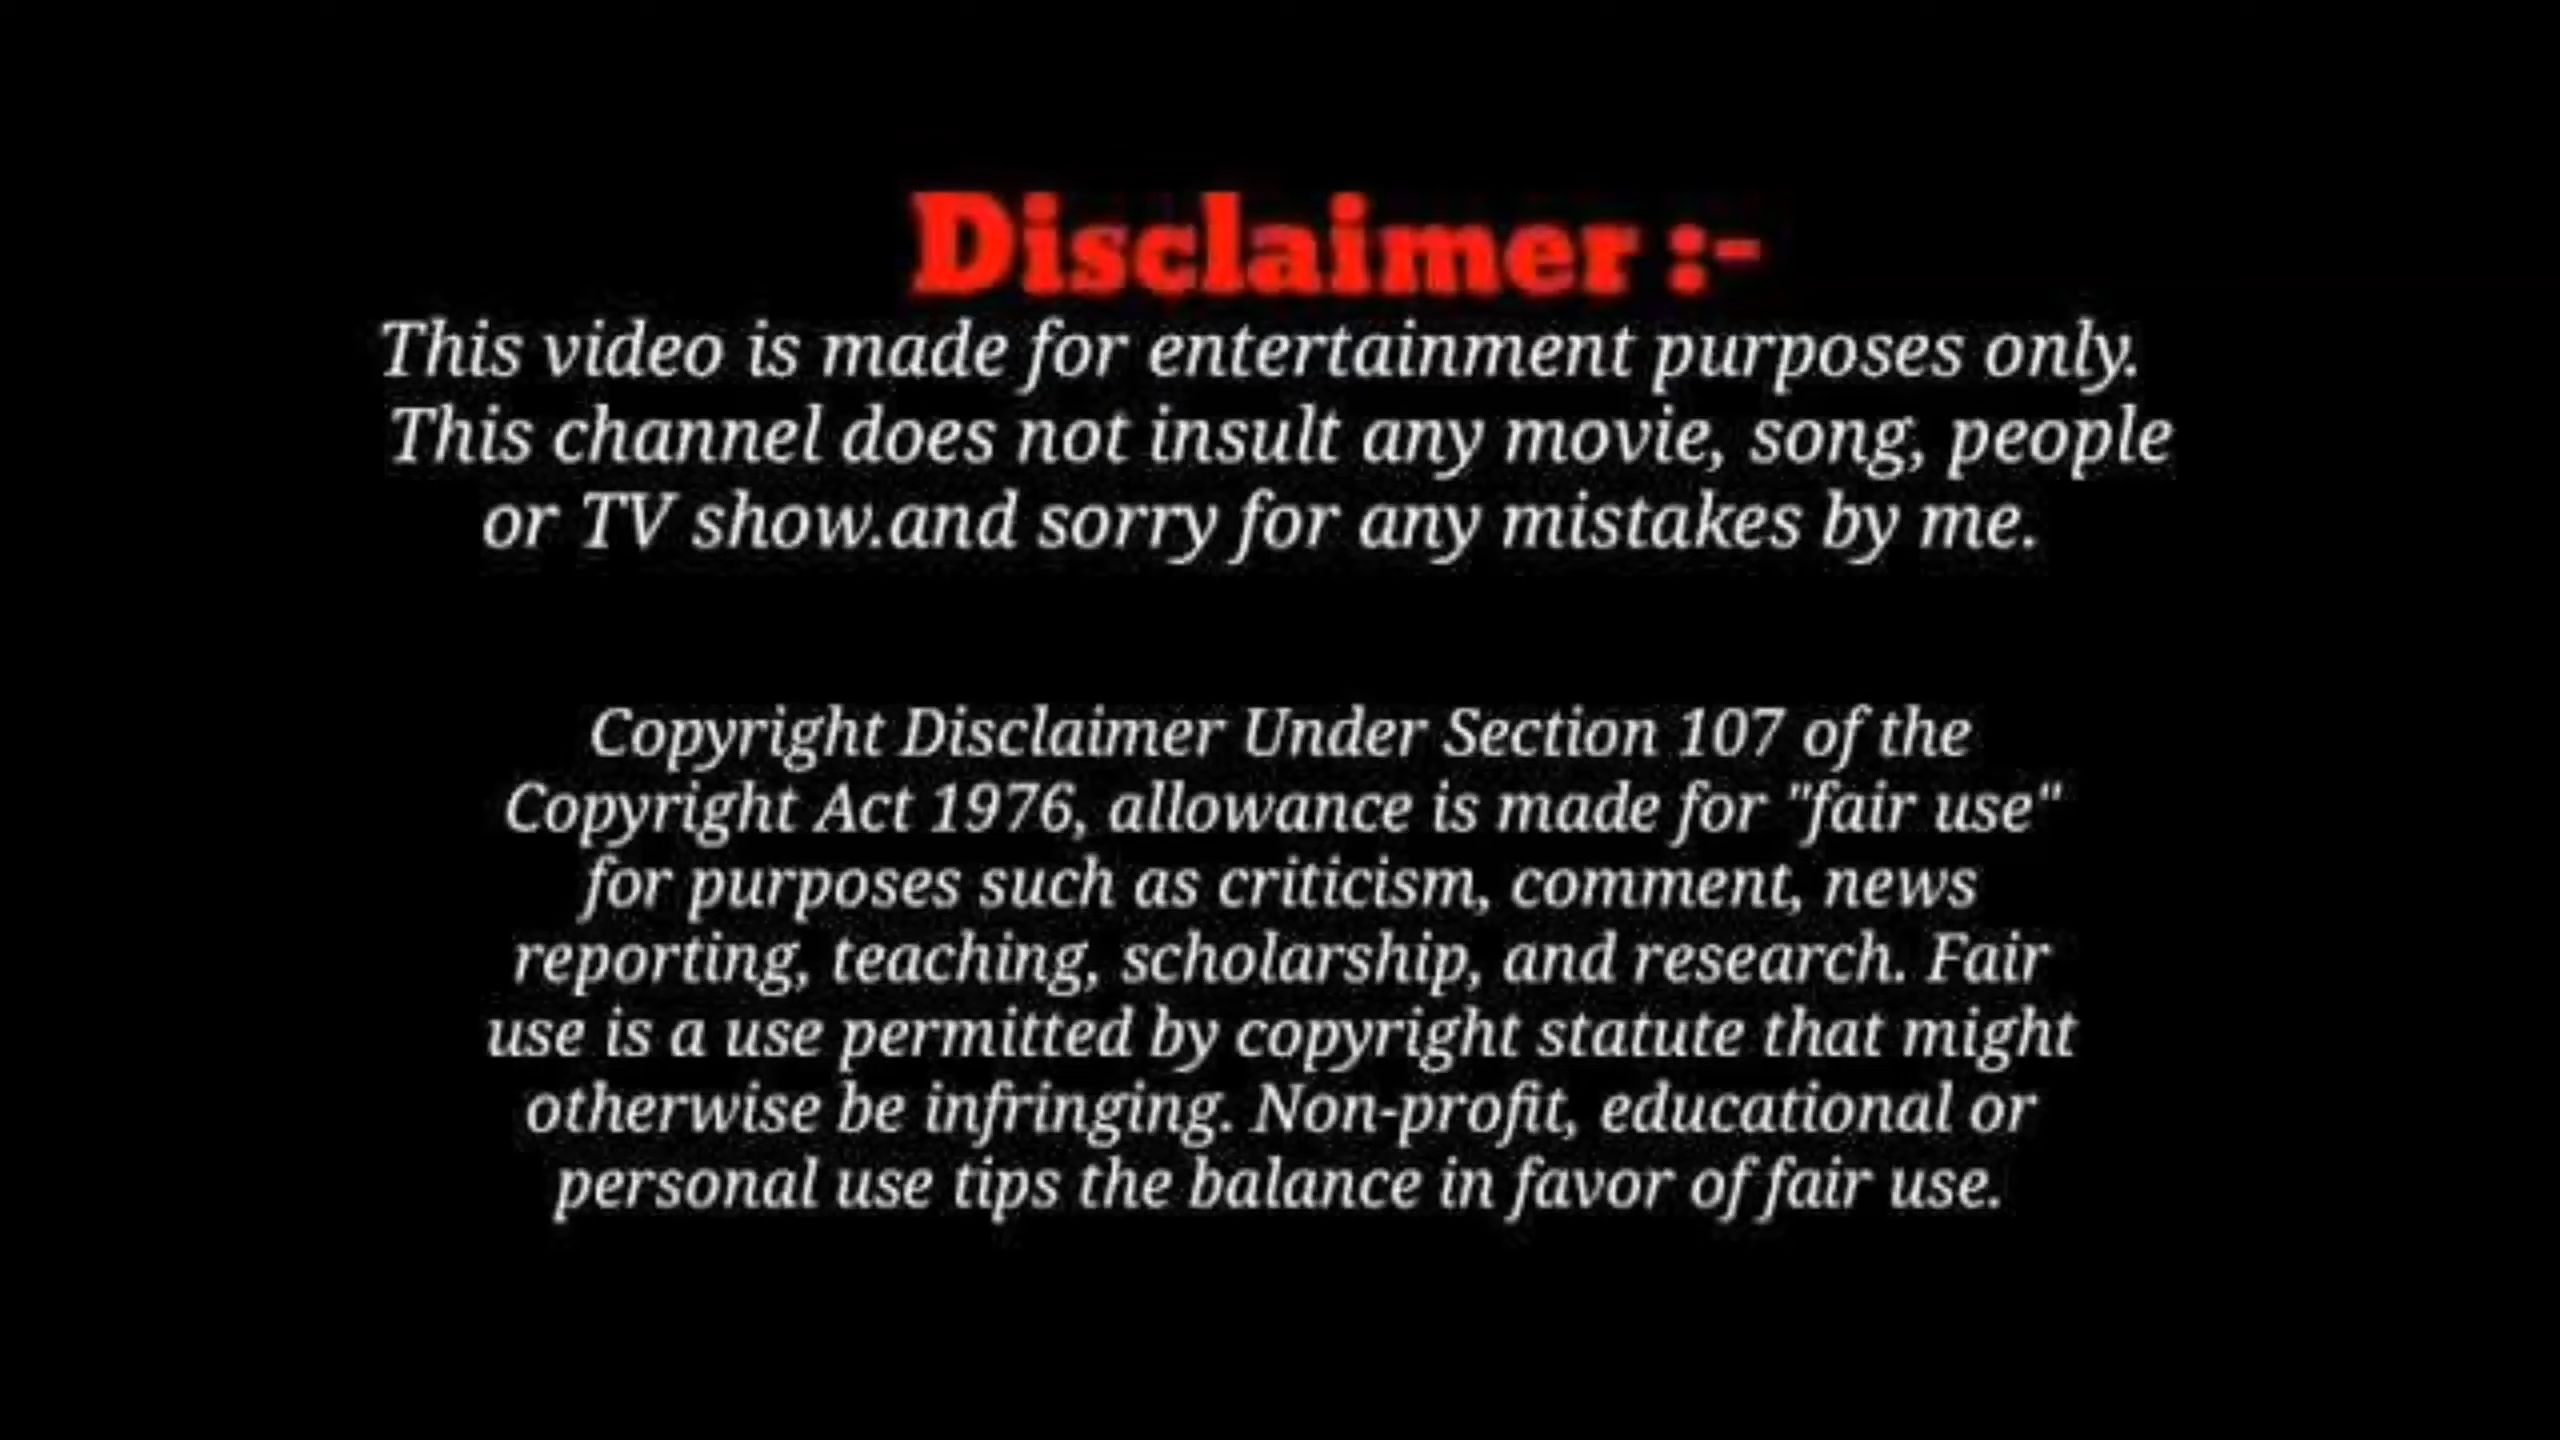 Disclaimer :-
This video is made for entertainment purposes only.
This channel does not insult any movie, song, people
or TV show.and sorry for any mistakes by me.
Copyright Disclaimer Under Section 107 of the
Copyright Act 1976, allowance is made for "fair use"
for purposes such as criticism, comment, news
reporting, teaching, scholarship, and research. Fair
use is a use permitted by copyright statute that might
otherwise be infringing. Non-profit, educational or
personal use tips the balance in favor of fair use.